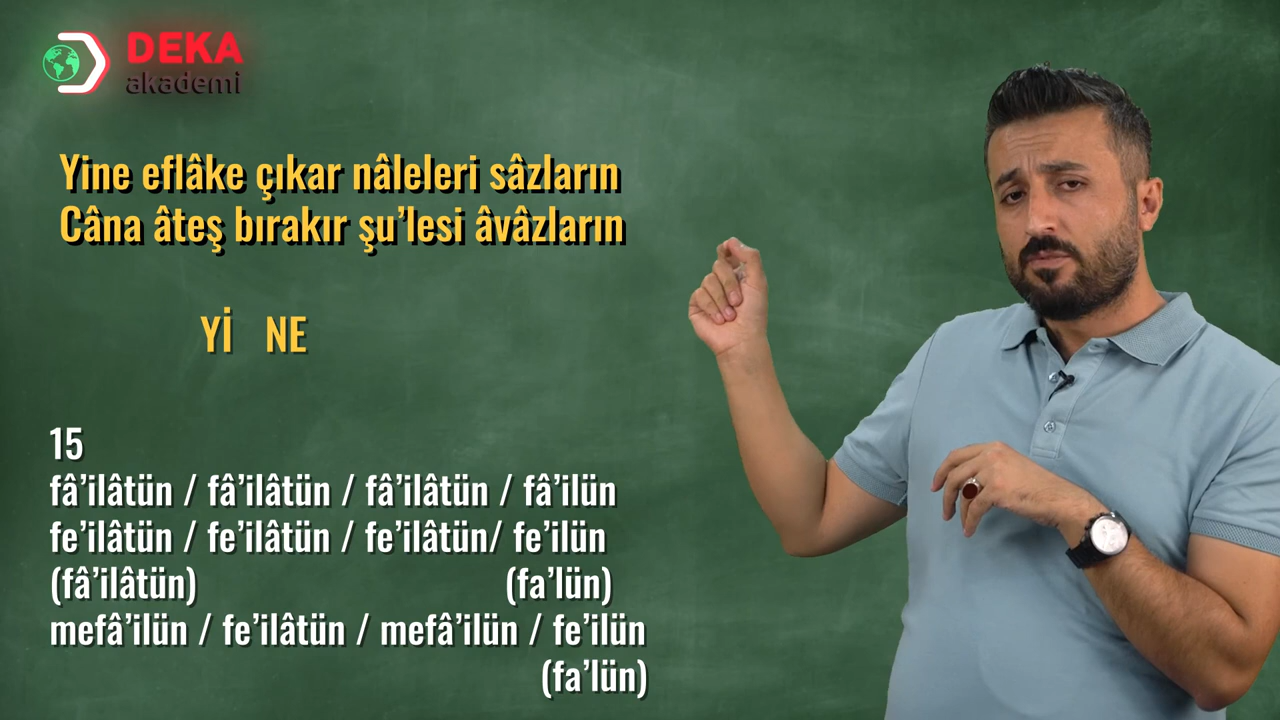 DEKA
akademi
Yine eflâke çıkar nâleleri sâzların
Câna âteş bırakır şu’lesi âvâzların
Yİ NE
15
fâ’ilâtün / fâ’ilâtün / fâ’ilâtün / fâ’ilün
fe’ilâtün / fe’ilâtün / fe’ilâtün/ fe’ilün
(fâ’ilâtün) (fa’lün)
mefâ’ilün / fe’ilâtün / mefâ’ilün / fe’ilün
(fa’lün)